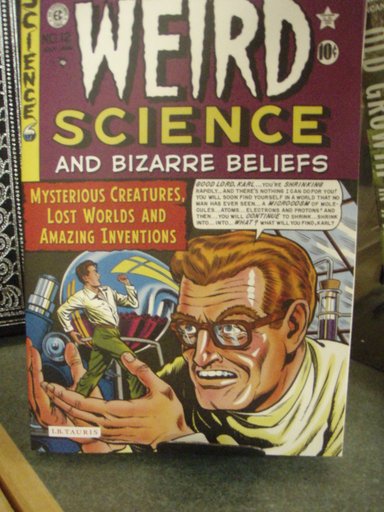 WEIRD
NO. 12
10¢
SCIENCE
SCIENCE
AND BIZARRE BELIEFS
MYSTERIOUS CREATURES,
LOST WORLDS AND
AMAZING INVENTIONS
GOOD LORD, KARL....YOU'RE SHRINKING
RAPIDLY... AND THERE'S NOTHING I CAN DO FOR YOU!
YOU WILL SOON FIND YOURSELF IN A WORLD THAT NO
MAN HAS EVER SEEN... A MICROCOSM OF MOLE-
CULES...ATOMS... ELECTRONS AND PROTONS! AND
THEN...YOU WILL CONTINUE TO SHRINK...SHRINK
INTO... INTO... WHAT? WHAT WILL YOU FIND, KARL?
I.B.TAURIS